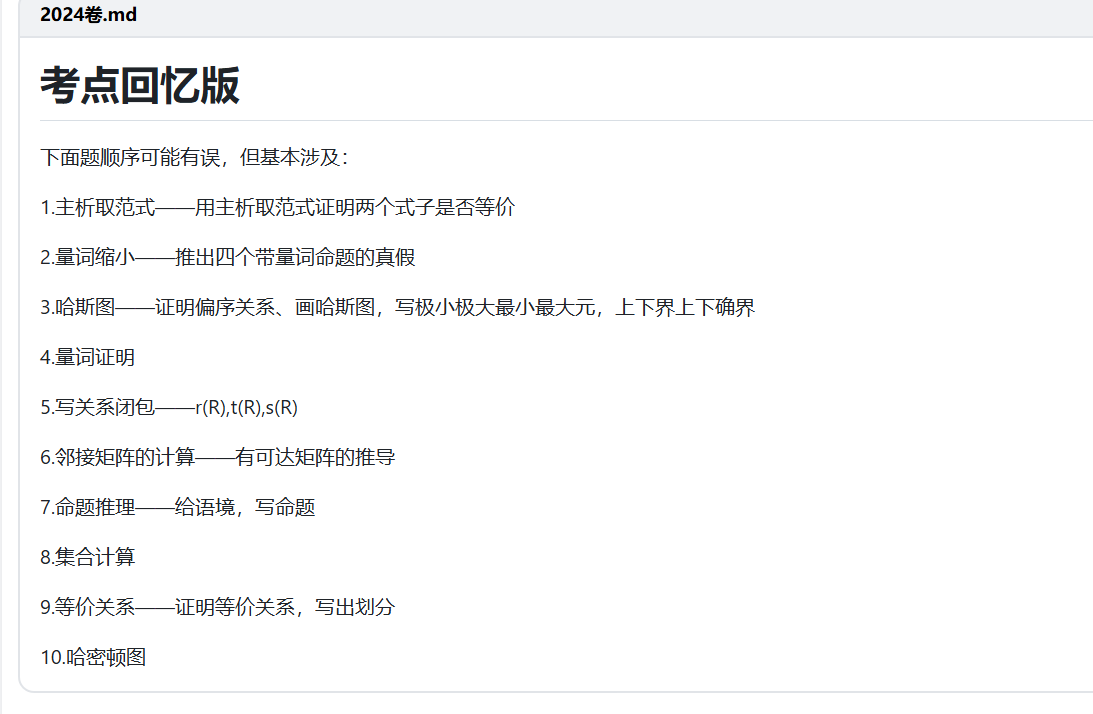 2024卷.md
考点回忆版
下面题顺序可能有误，但基本涉及：
1.主析取范式——用主析取范式证明两个式子是否等价
2.量词缩小——推出四个带量词命题的真假
3.哈斯图——证明偏序关系、画哈斯图，写极小极大最小最大元，上下界上下确界
4.量词证明
5.写关系闭包——r(R),t(R),s(R)
6.邻接矩阵的计算——有可达矩阵的推导
7.命题推理——给语境，写命题
8.集合计算
9.等价关系——证明等价关系，写出划分
10.哈密顿图